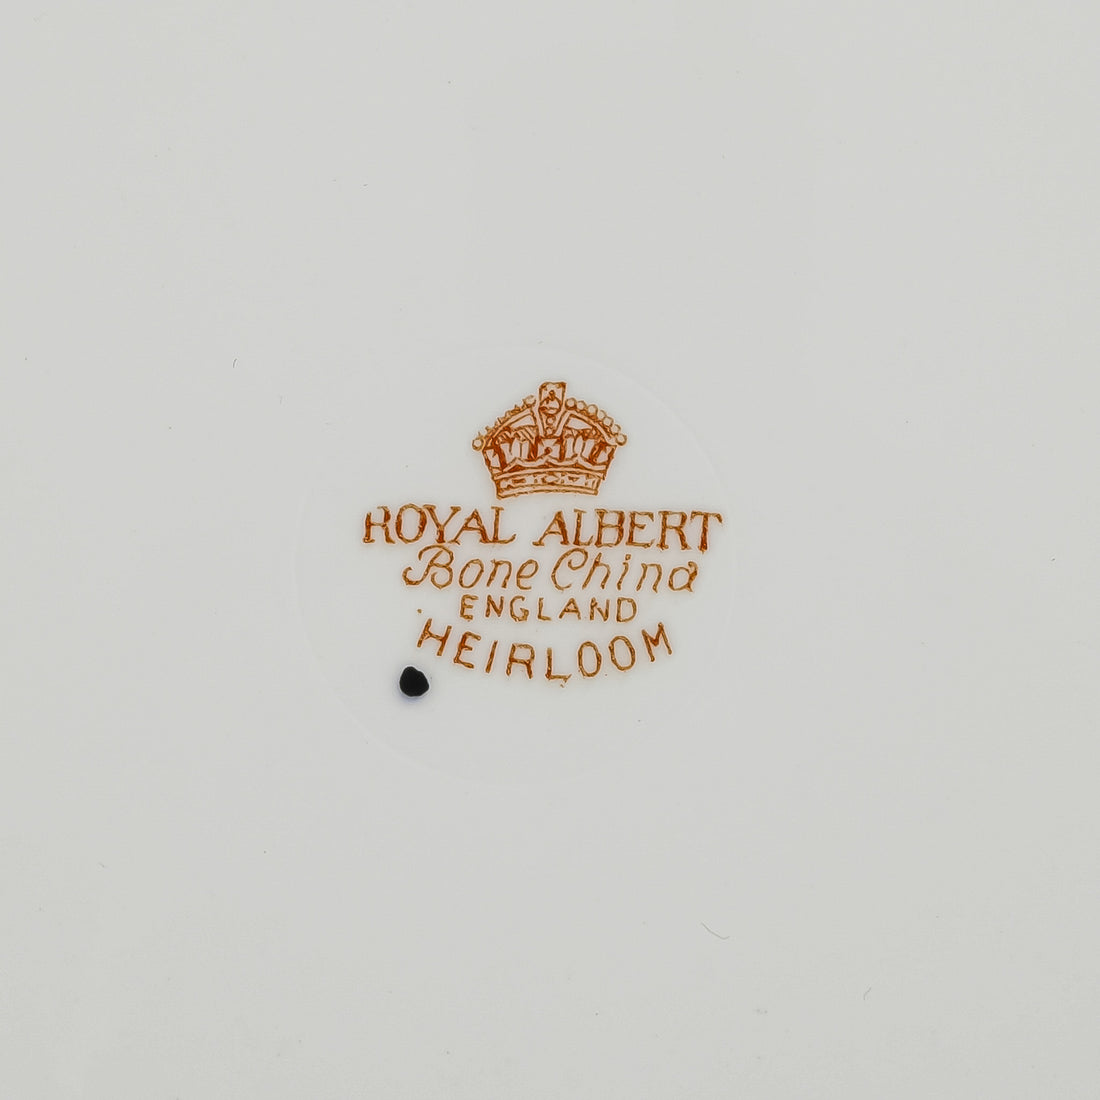 ROYAL ALBERT
Bone China
ENGLAND
HEIRLOOM